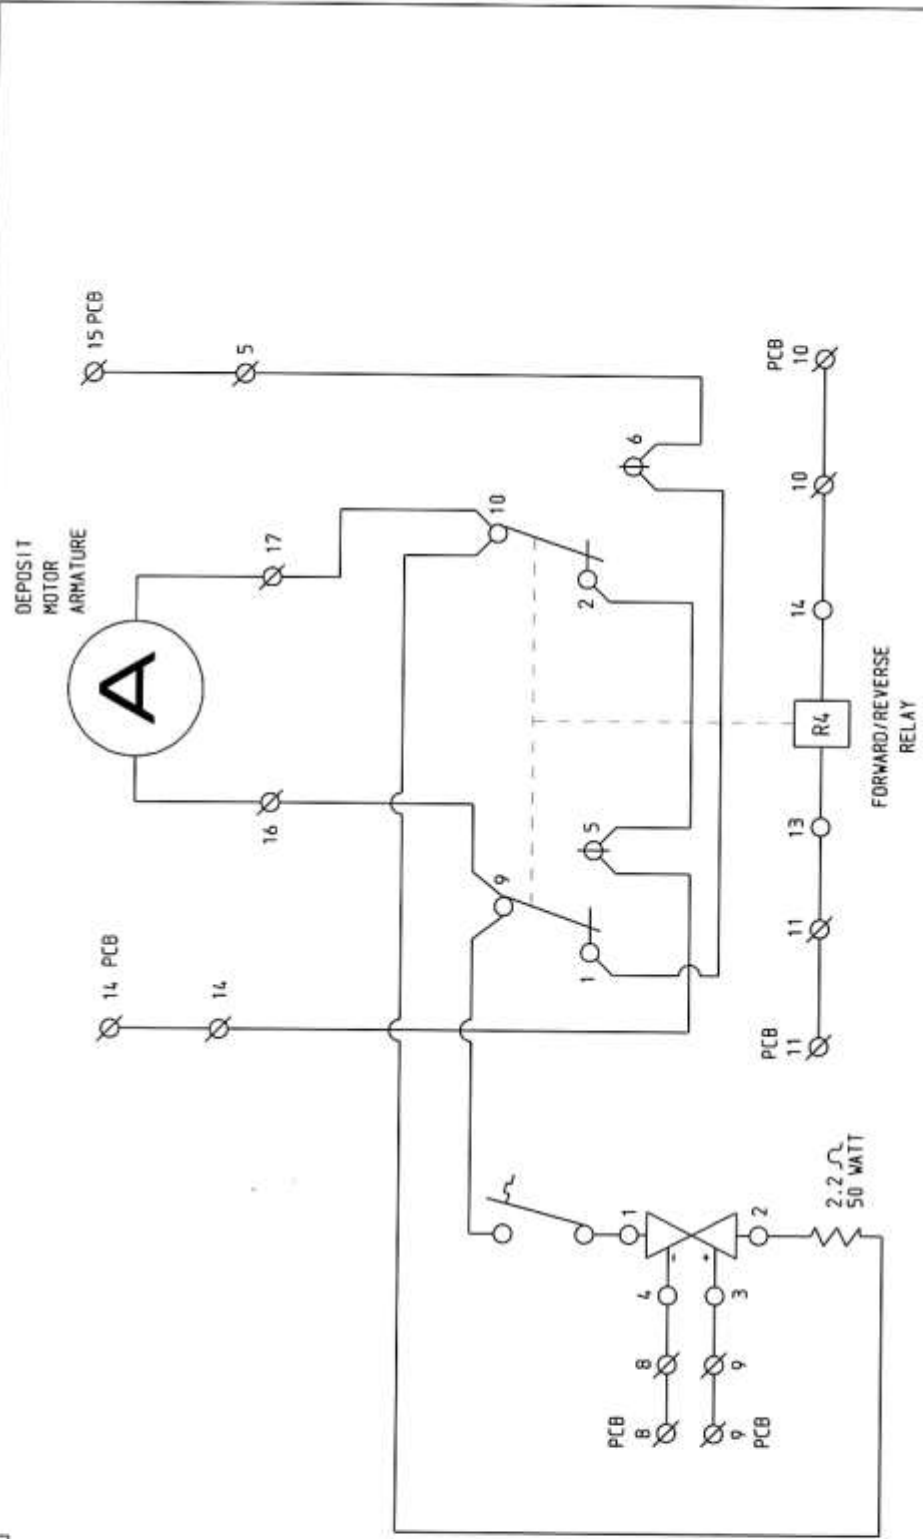 DEPOSIT
MOTOR
ARMATURE
A
15 PCB
5
17
16
14 PCB
14
10
9
6
2
5
1
1
2
4
3
-
+
PCB
8
8
9
9
PCB
2.2 Ω
50 WATT
PCB
11
11
13
R4
14
10
PCB
10
FORWARD/REVERSE
RELAY